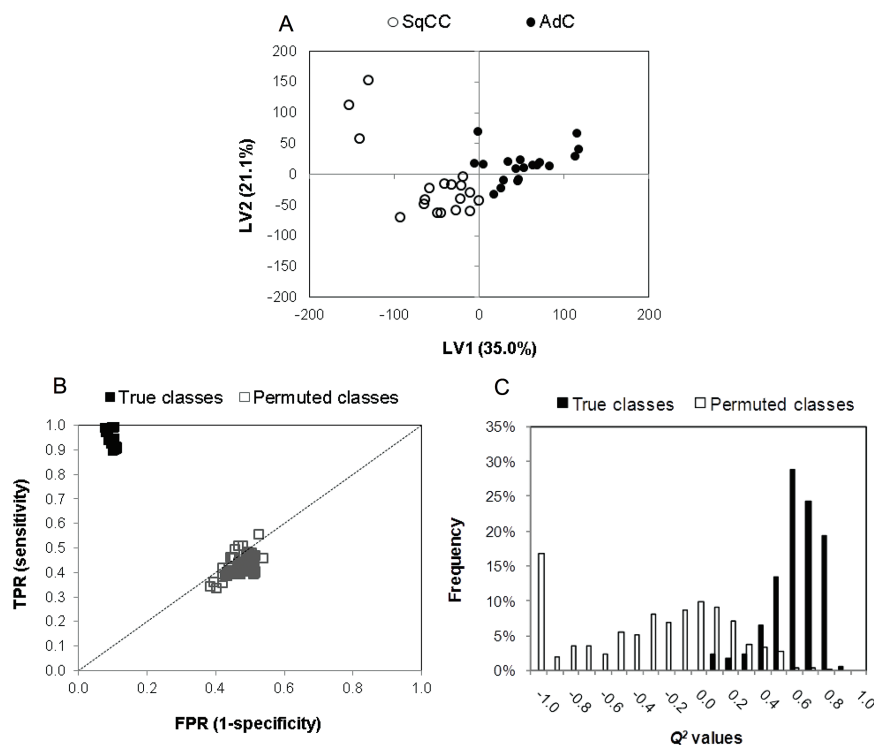 A
SqCC AdC
200
150
100
50
0
-50
-100
-150
-200
-200 -100 0 100 200
LV2 (21.1%)
LV1 (35.0%)
B
True classes Permuted classes
1.0
0.9
0.8
0.7
0.6
0.5
0.4
0.3
0.2
0.1
0.0
0.0 0.2 0.4 0.6 0.8 1.0
TPR (sensitivity)
FPR (1-specificity)
C
True classes Permuted classes
35%
30%
25%
20%
15%
10%
5%
0%
-1.0 -0.8 -0.6 -0.4 -0.2 0.0 0.2 0.4 0.6 0.8 1.0
Frequency
Q² values